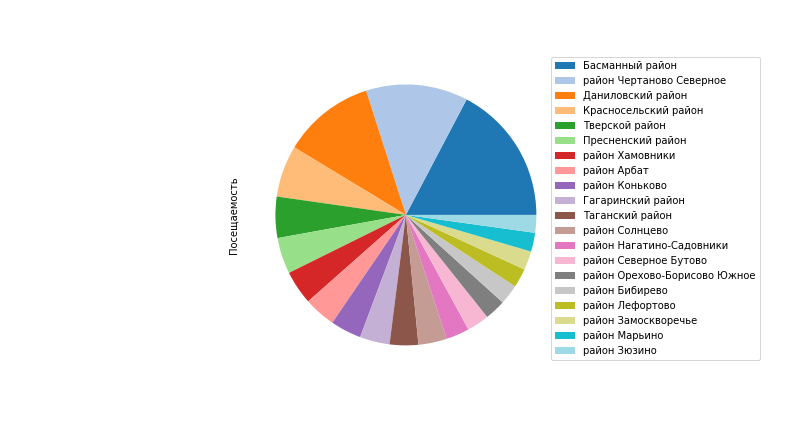 Посещаемость
Басманный район
район Чертаново Северное
Даниловский район
Красносельский район
Тверской район
Пресненский район
район Хамовники
район Арбат
район Коньково
Гагаринский район
Таганский район
район Солнцево
район Нагатино-Садовники
район Северное Бутово
район Орехово-Борисово Южное
район Бибирево
район Лефортово
район Замоскворечье
район Марьино
район Зюзино